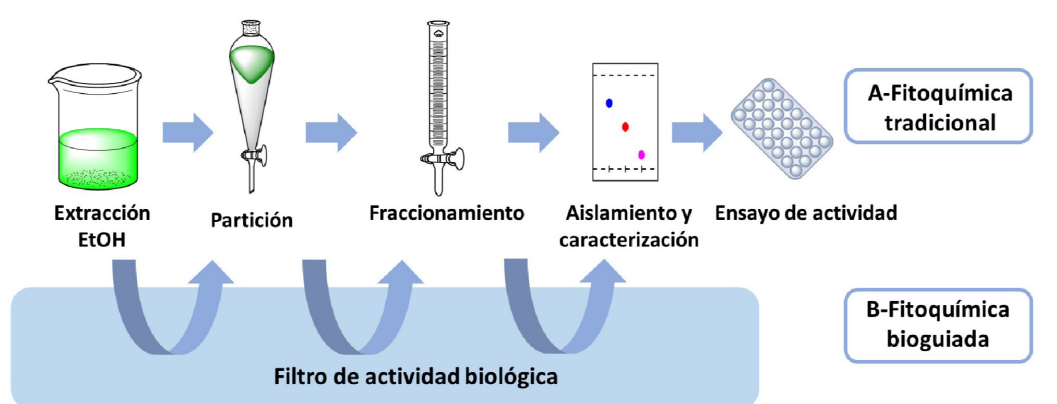 A-Fitoquímica
tradicional
Extracción
EtOH
Partición
Fraccionamiento
Aislamiento y
caracterización
Ensayo de actividad
B-Fitoquímica
bioguiada
Filtro de actividad biológica